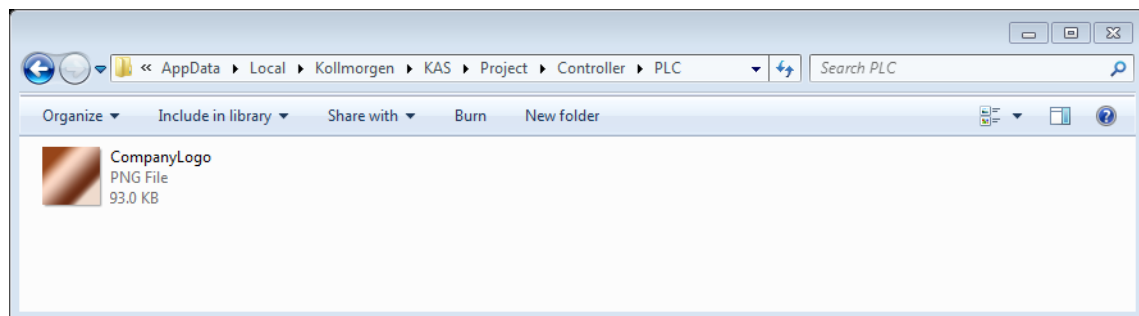 « AppData ▸ Local ▸ Kollmorgen ▸ KAS ▸ Project ▸ Controller ▸ PLC
Search PLC
Organize ▾ Include in library ▾ Share with ▾ Burn New folder
CompanyLogo
PNG File
93.0 KB